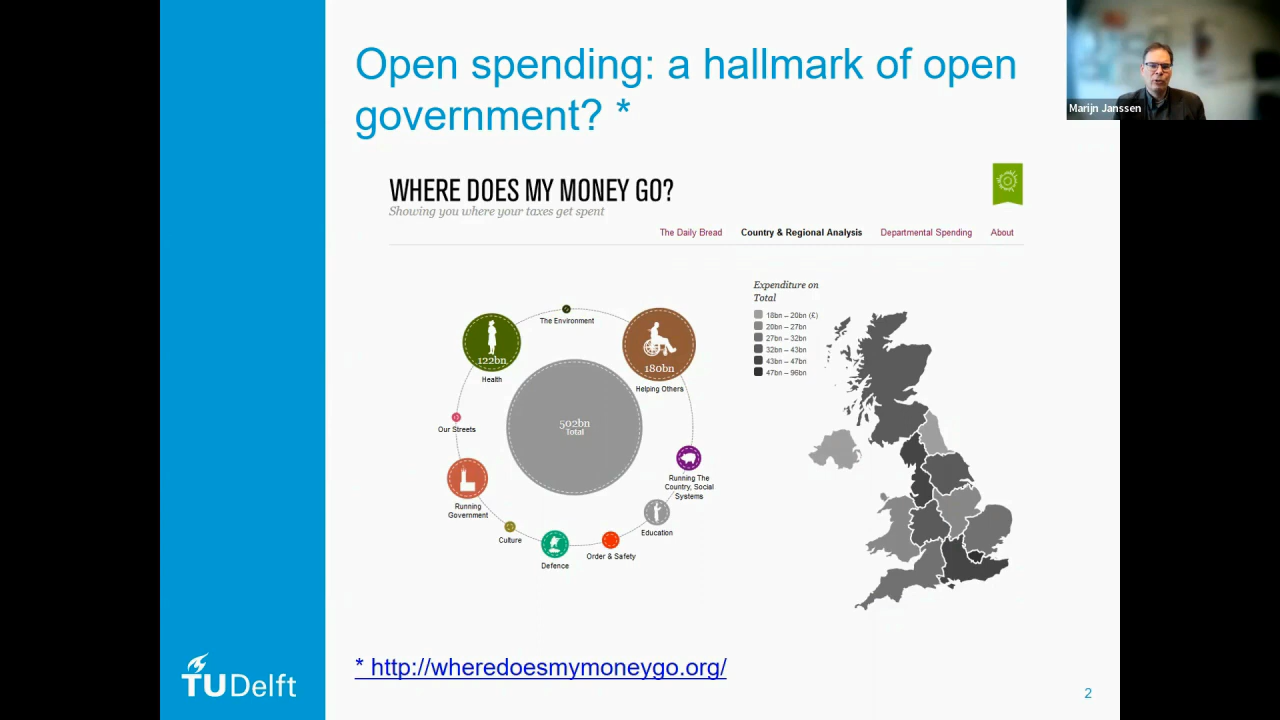 Open spending: a hallmark of open
government? *
Marijn Janssen
WHERE DOES MY MONEY GO?
Showing you where your taxes get spent
The Daily Bread
Country & Regional Analysis
Departmental Spending
About
The Environment
122bn
Health
180bn
Helping Others
Our Streets
502bn
Total
Running The
Country, Social
Systems
Running
Government
Education
Culture
Order & Safety
Defence
Expenditure on
Total
18bn – 20bn (£)
20bn – 27bn
27bn – 32bn
32bn – 43bn
43bn – 47bn
47bn – 96bn
* http://wheredoesmymoneygo.org/
TU Delft
2